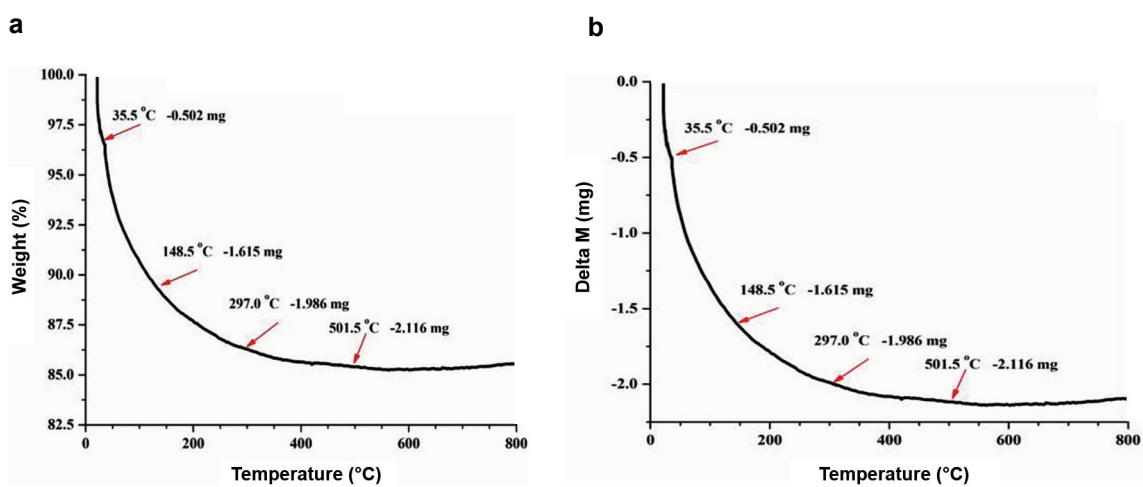 a
100.0
97.5
95.0
92.5
90.0
87.5
85.0
82.5
Weight (%)
35.5 °C -0.502 mg
148.5 °C -1.615 mg
297.0 °C -1.986 mg
501.5 °C -2.116 mg
0 200 400 600 800
Temperature (°C)
b
0.0
-0.5
-1.0
-1.5
-2.0
Delta M (mg)
35.5 °C -0.502 mg
148.5 °C -1.615 mg
297.0 °C -1.986 mg
501.5 °C -2.116 mg
0 200 400 600 800
Temperature (°C)